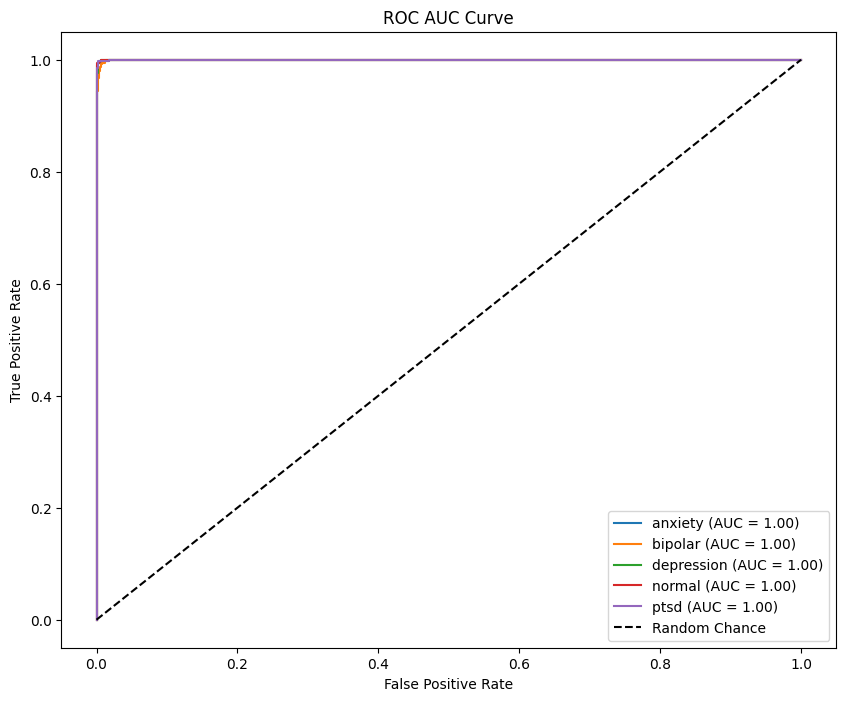 ROC AUC Curve
True Positive Rate
1.0
0.8
0.6
0.4
0.2
0.0
anxiety (AUC = 1.00)
bipolar (AUC = 1.00)
depression (AUC = 1.00)
normal (AUC = 1.00)
ptsd (AUC = 1.00)
Random Chance
0.0 0.2 0.4 0.6 0.8 1.0
False Positive Rate